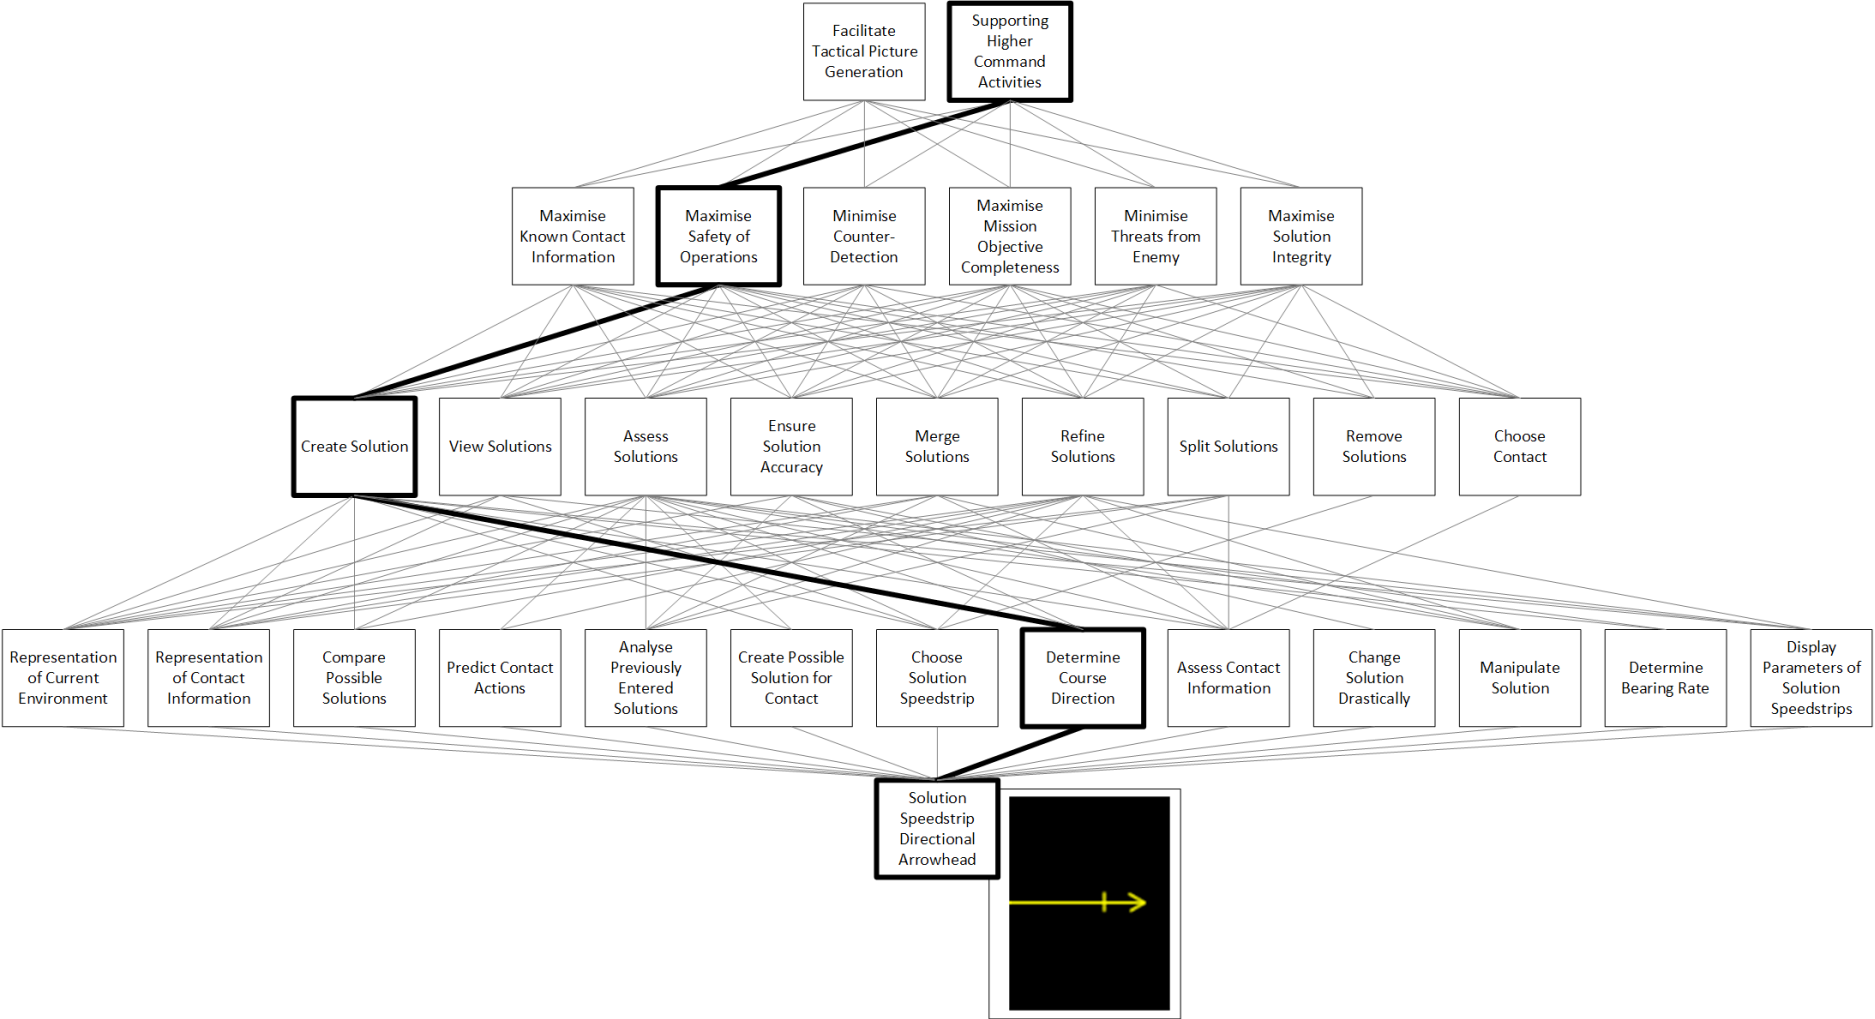 Facilitate
Tactical Picture
Generation
Supporting
Higher
Command
Activities
Maximise
Known Contact
Information
Maximise
Safety of
Operations
Minimise
Counter-
Detection
Maximise
Mission
Objective
Completeness
Minimise
Threats from
Enemy
Maximise
Solution
Integrity
Create Solution
View Solutions
Assess
Solutions
Ensure
Solution
Accuracy
Merge
Solutions
Refine
Solutions
Split Solutions
Remove
Solutions
Choose
Contact
Representation
of Current
Environment
Representation
of Contact
Information
Compare
Possible
Solutions
Predict Contact
Actions
Analyse
Previously
Entered
Solutions
Create Possible
Solution for
Contact
Choose
Solution
Speedstrip
Determine
Course
Direction
Assess Contact
Information
Change
Solution
Drastically
Manipulate
Solution
Determine
Bearing Rate
Display
Parameters of
Solution
Speedstrips
Solution
Speedstrip
Directional
Arrowhead